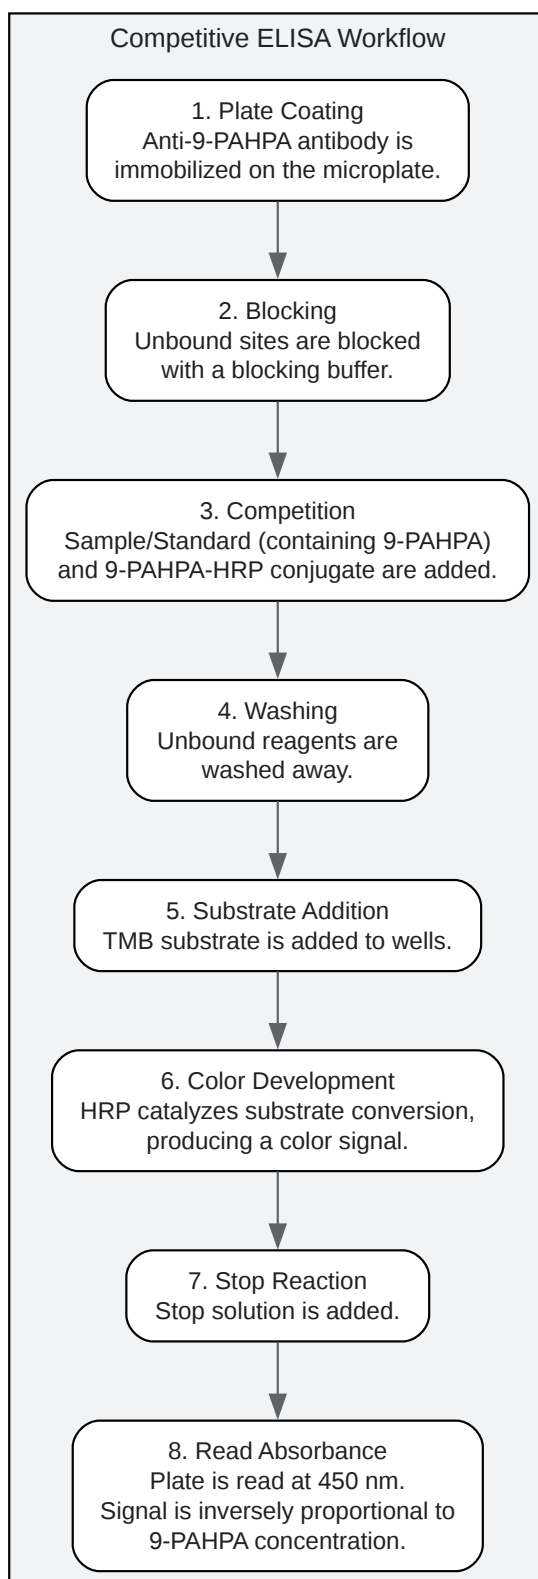 Competitive ELISA Workflow
1. Plate Coating
Anti-9-PAHPA antibody is
immobilized on the microplate.
2. Blocking
Unbound sites are blocked
with a blocking buffer.
3. Competition
Sample/Standard (containing 9-PAHPA)
and 9-PAHPA-HRP conjugate are added.
4. Washing
Unbound reagents are
washed away.
5. Substrate Addition
TMB substrate is added to wells.
6. Color Development
HRP catalyzes substrate conversion,
producing a color signal.
7. Stop Reaction
Stop solution is added.
8. Read Absorbance
Plate is read at 450 nm.
Signal is inversely proportional to
9-PAHPA concentration.